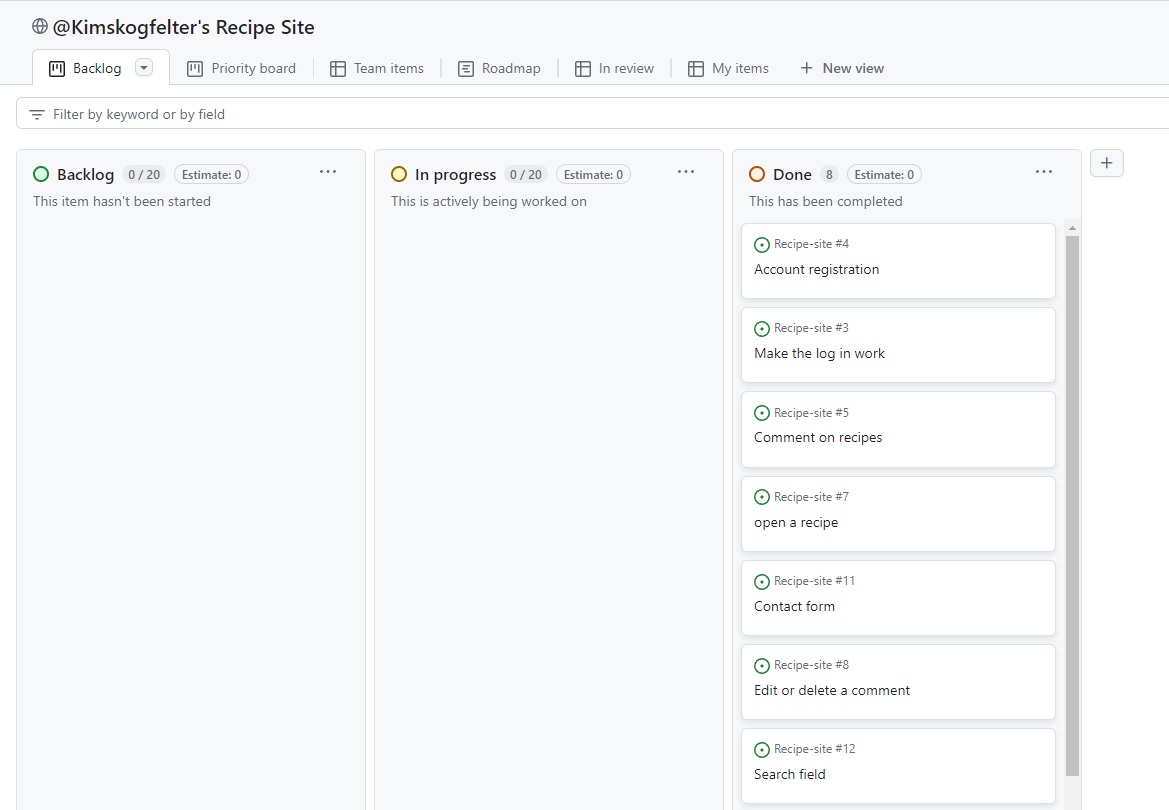 @Kimskogfelter's Recipe Site
Backlog
Priority board
Team items
Roadmap
In review
My items
+ New view
Filter by keyword or by field
Backlog 0 / 20 Estimate: 0
This item hasn't been started
In progress 0 / 20 Estimate: 0
This is actively being worked on
Done 8 Estimate: 0
This has been completed
Recipe-site #4
Account registration
Recipe-site #3
Make the log in work
Recipe-site #5
Comment on recipes
Recipe-site #7
open a recipe
Recipe-site #11
Contact form
Recipe-site #8
Edit or delete a comment
Recipe-site #12
Search field